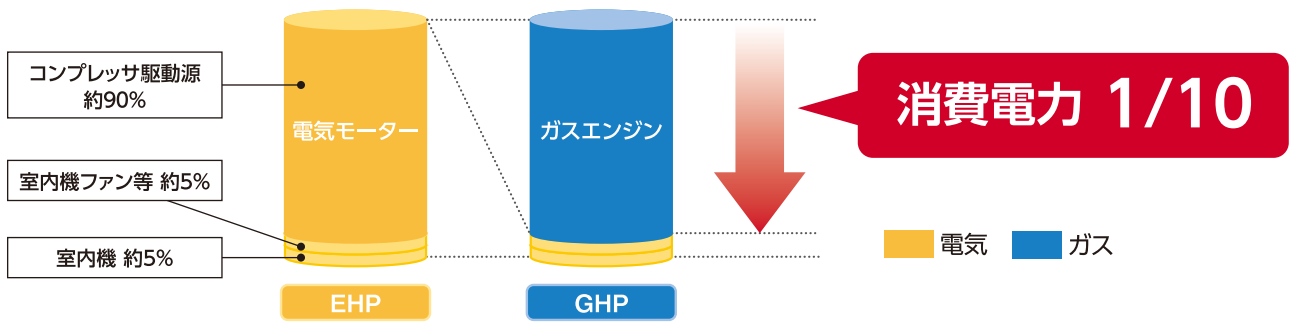 コンプレッサ駆動源
約90%
室内機ファン等 約5%
室内機 約5%
電気モーター
EHP
ガスエンジン
GHP
消費電力 1/10
電気
ガス